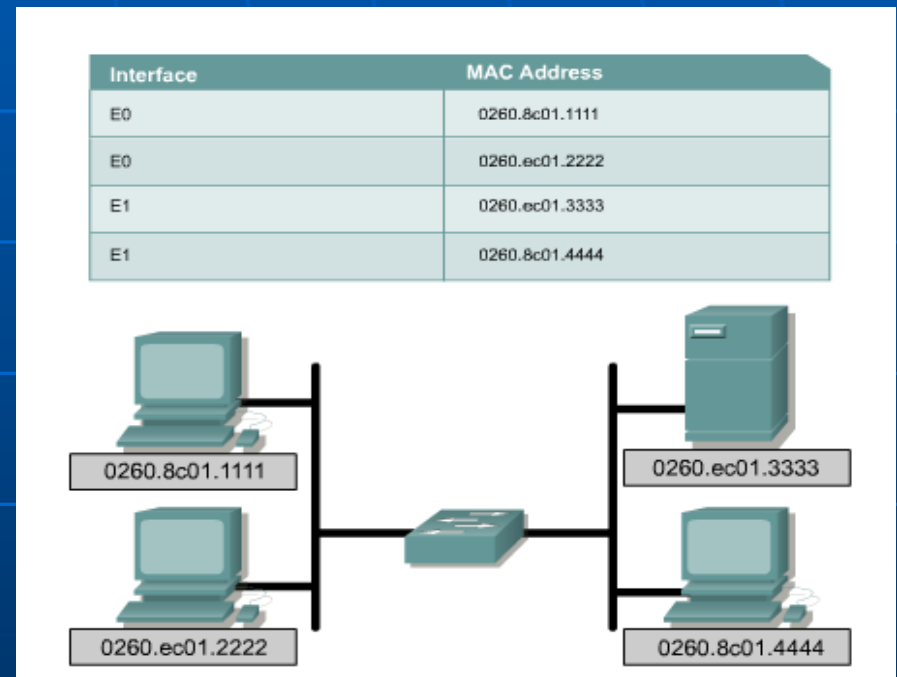 Interface MAC Address
E0 0260.8c01.1111
E0 0260.ec01.2222
E1 0260.ec01.3333
E1 0260.8c01.4444
0260.8c01.1111
0260.ec01.3333
0260.ec01.2222
0260.8c01.4444